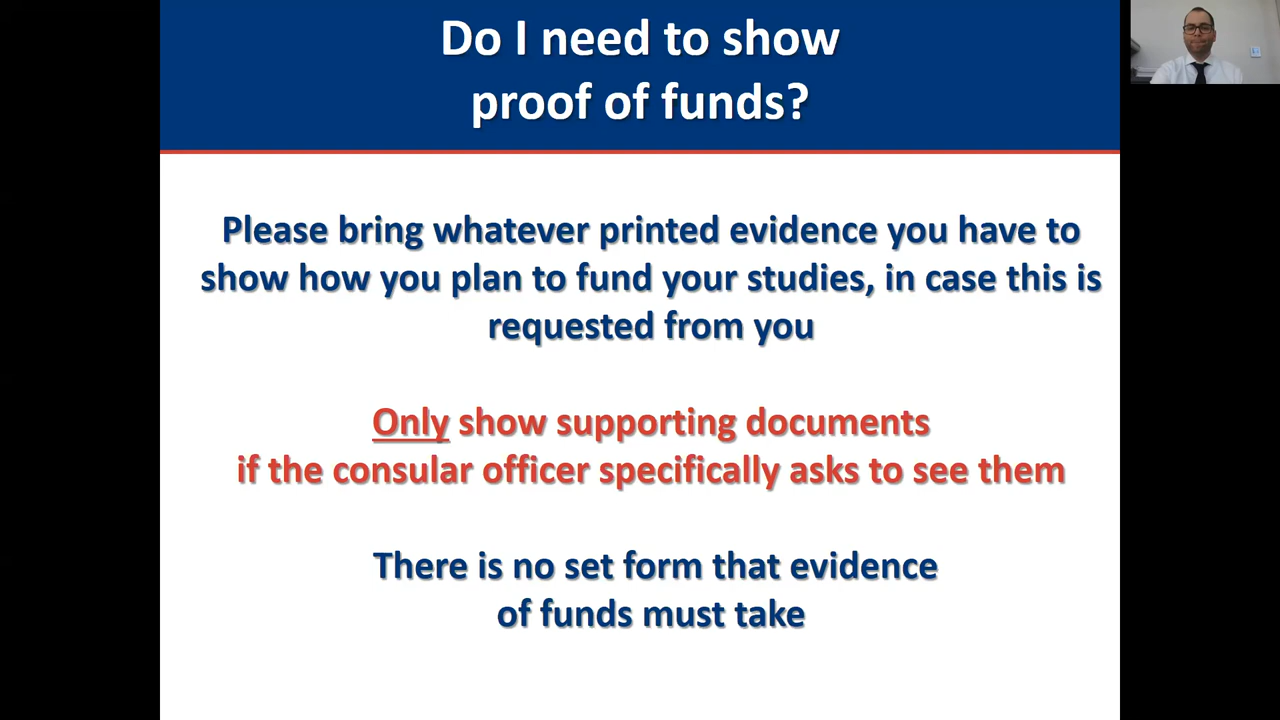 Do I need to show
proof of funds?
Please bring whatever printed evidence you have to
show how you plan to fund your studies, in case this is
requested from you
Only show supporting documents
if the consular officer specifically asks to see them
There is no set form that evidence
of funds must take